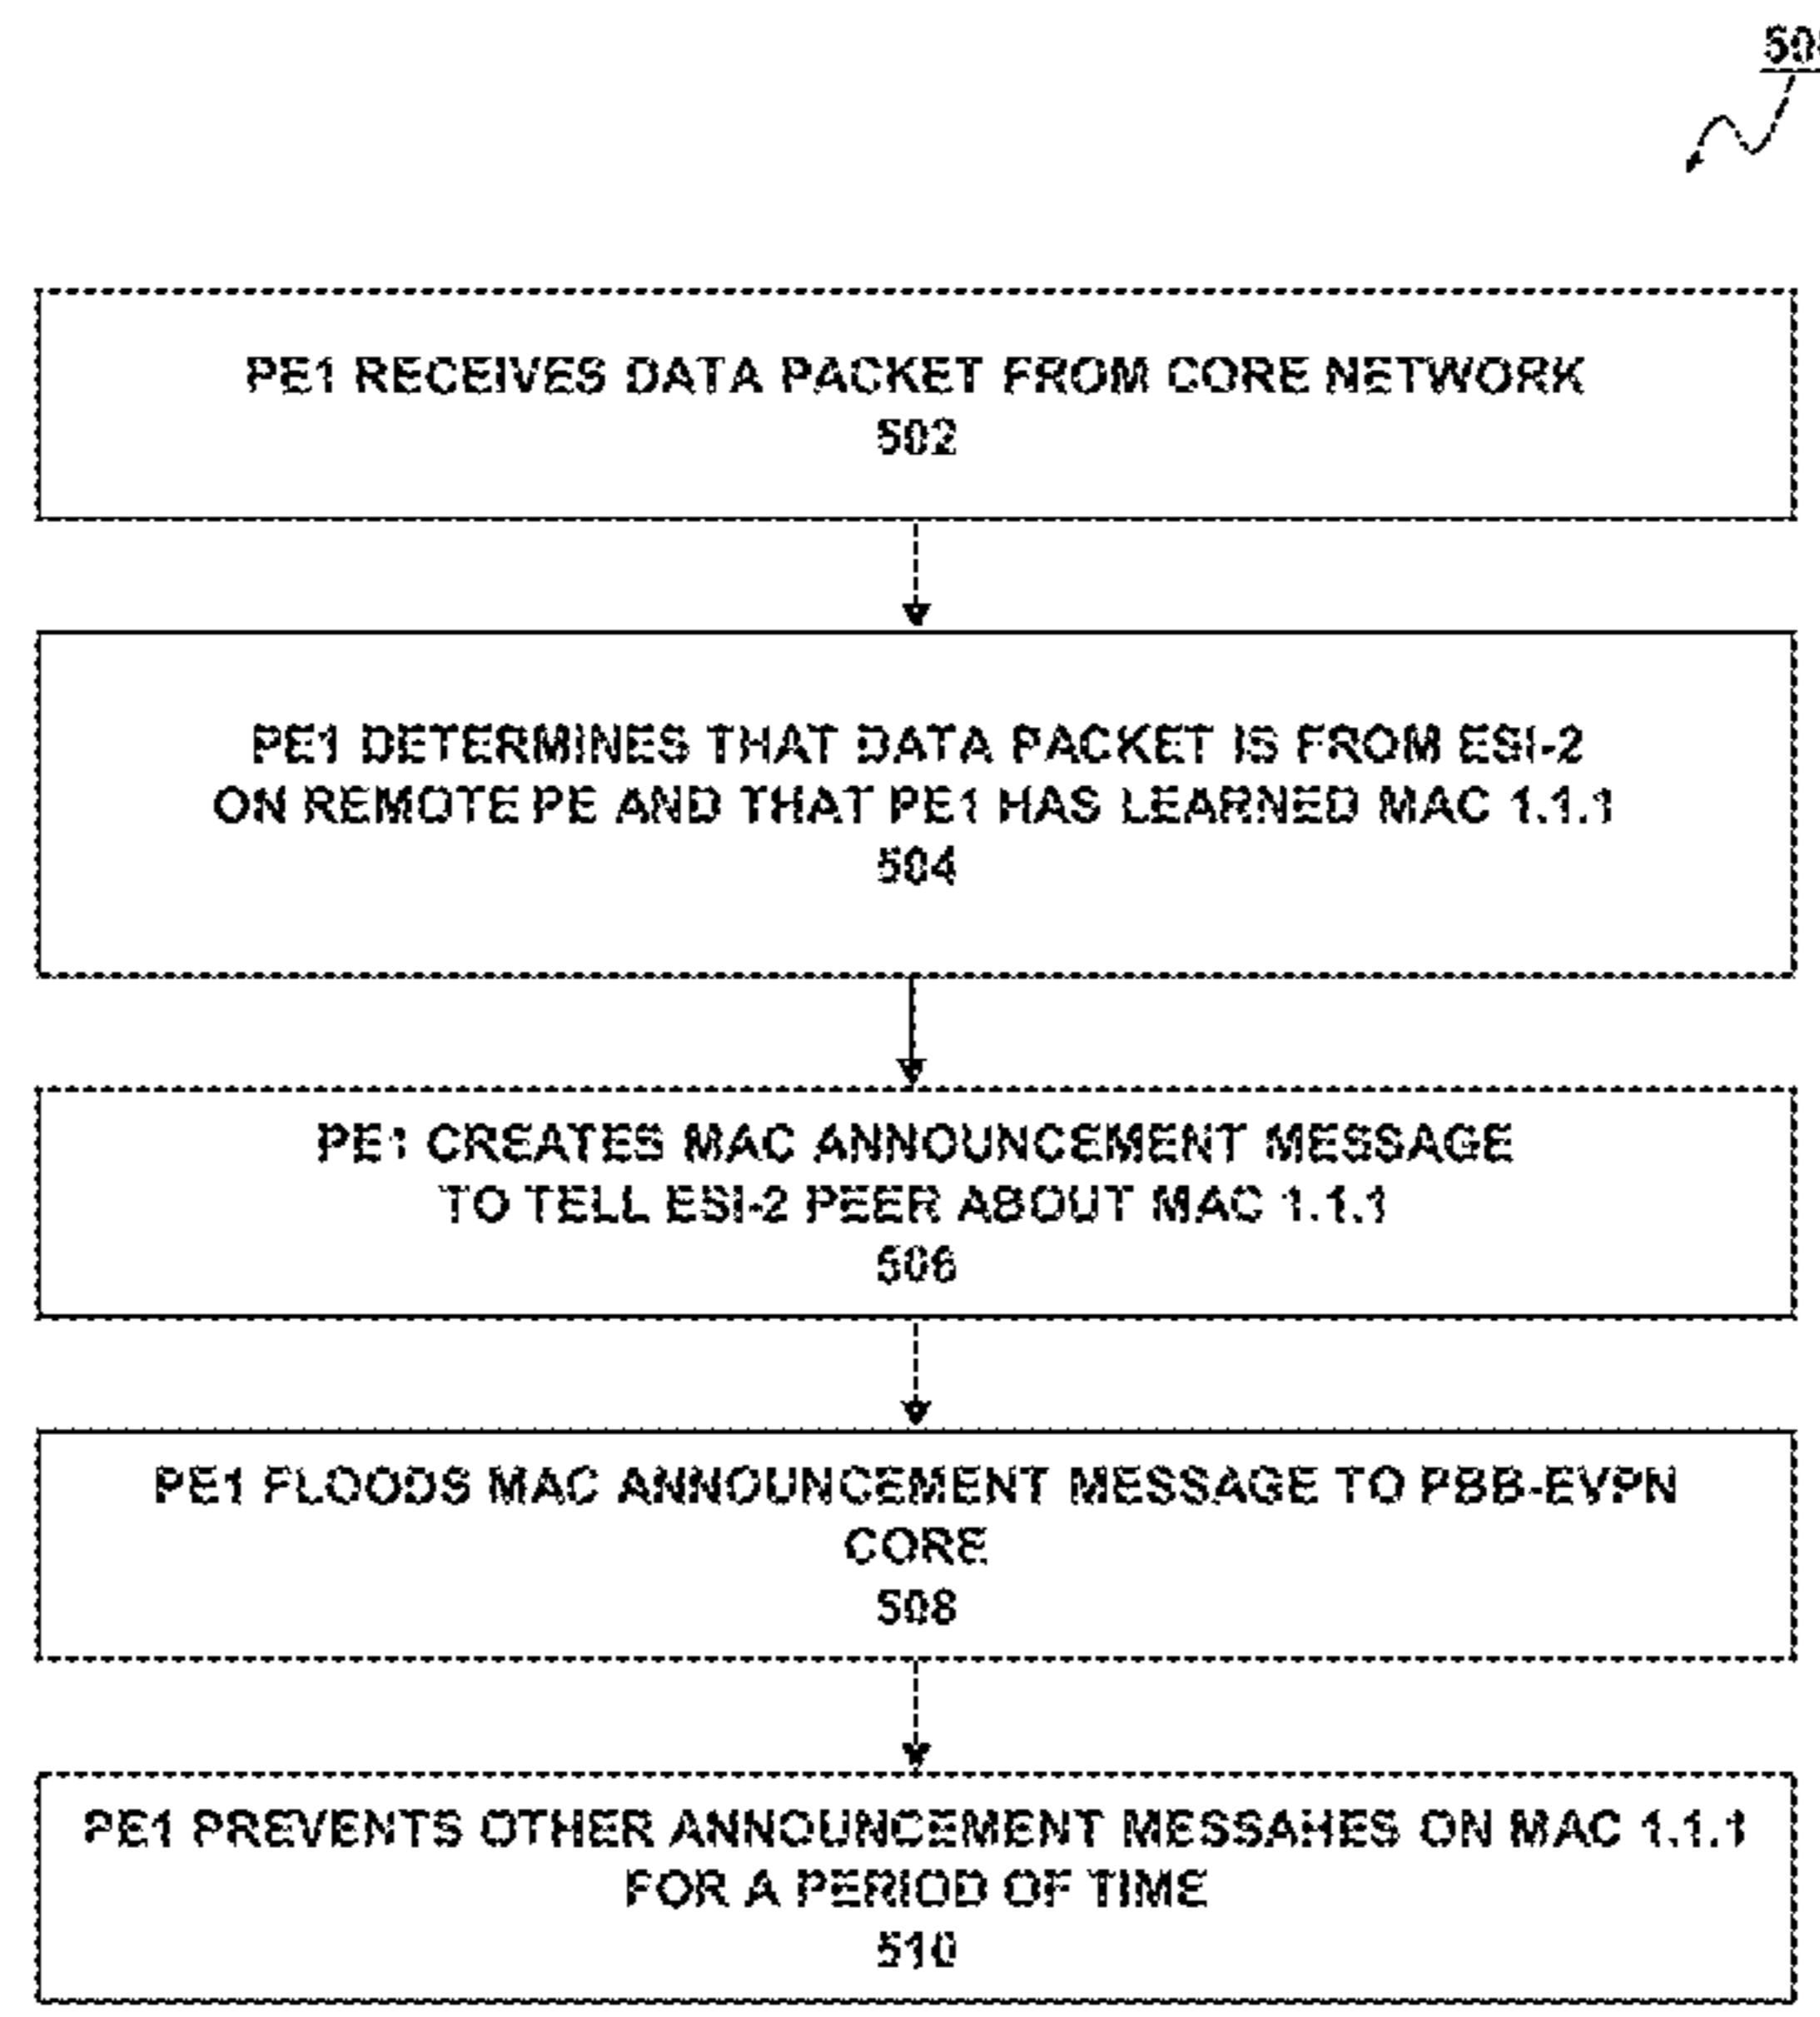 PE1 RECEIVES DATA PACKET FROM CORE NETWORK
502
PE1 DETERMINES THAT DATA PACKET IS FROM ESI-2
ON REMOTE PE AND THAT PE1 HAS LEARNED MAC 1.1.1
504
PE1 CREATES MAC ANNOUNCEMENT MESSAGE
TO TELL ESI-2 PEER ABOUT MAC 1.1.1
506
PE1 FLOODS MAC ANNOUNCEMENT MESSAGE TO PBB-EVPN
CORE
508
PE1 PREVENTS OTHER ANNOUNCEMENT MESSAHES ON MAC 1.1.1
FOR A PERIOD OF TIME
510